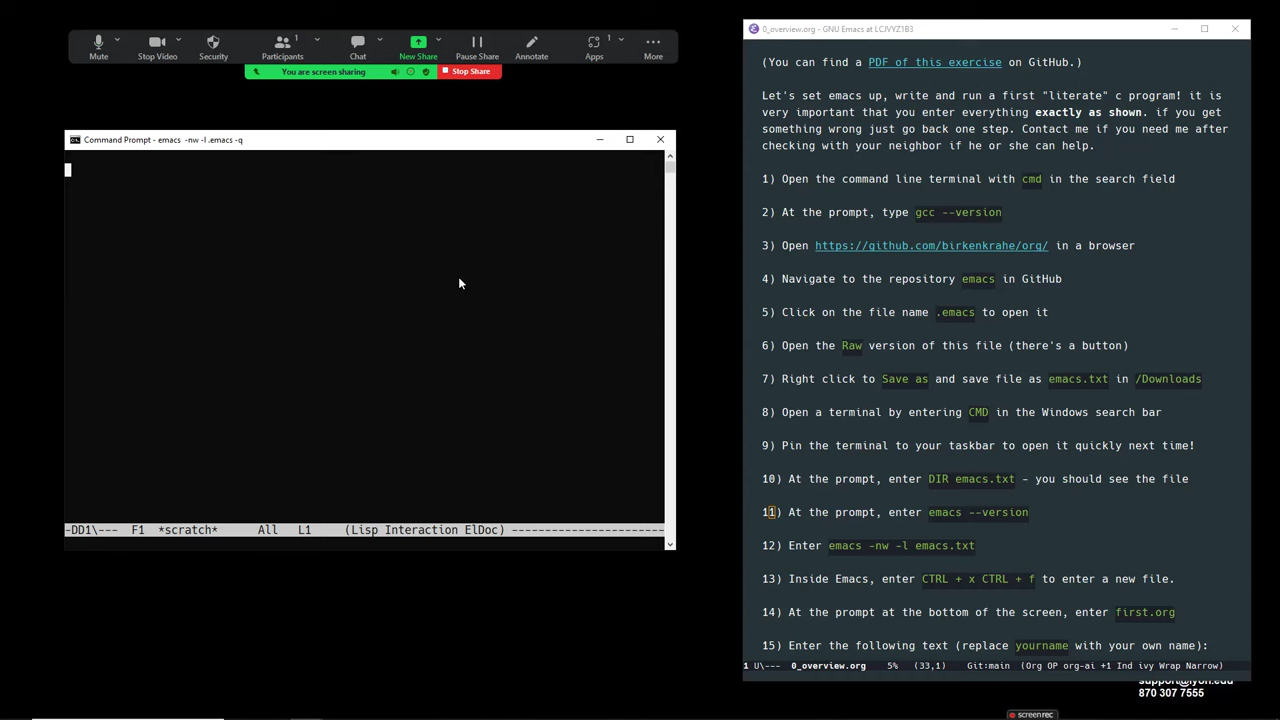 0_overview.org - GNU Emacs at LCJVYZ1B3
Mute
Stop Video
Security
1
Participants
Chat
New Share
Pause Share
Annotate
1
Apps
More
You are screen sharing
Stop Share
Command Prompt - emacs -nw -l .emacs -q
-DD1\---  F1  *scratch*      All   L1     (Lisp Interaction ElDoc) -----------------------
(You can find a PDF of this exercise on GitHub.)
Let's set emacs up, write and run a first "literate" c program! it is
very important that you enter everything exactly as shown. if you get
something wrong just go back one step. Contact me if you need me after
checking with your neighbor if he or she can help.
1) Open the command line terminal with cmd in the search field
2) At the prompt, type gcc --version
3) Open https://github.com/birkenkrahe/org/ in a browser
4) Navigate to the repository emacs in GitHub
5) Click on the file name .emacs to open it
6) Open the Raw version of this file (there's a button)
7) Right click to Save as and save file as emacs.txt in /Downloads
8) Open a terminal by entering CMD in the Windows search bar
9) Pin the terminal to your taskbar to open it quickly next time!
10) At the prompt, enter DIR emacs.txt - you should see the file
11) At the prompt, enter emacs --version
12) Enter emacs -nw -l emacs.txt
13) Inside Emacs, enter CTRL + x CTRL + f to enter a new file.
14) At the prompt at the bottom of the screen, enter first.org
15) Enter the following text (replace yourname with your own name):
1 U\---  0_overview.org   5%   (33,1)    Git:main  (Org OP org-ai +1 Ind ivy Wrap Narrow)
support@lyon.edu
870 307 7555
screenrec